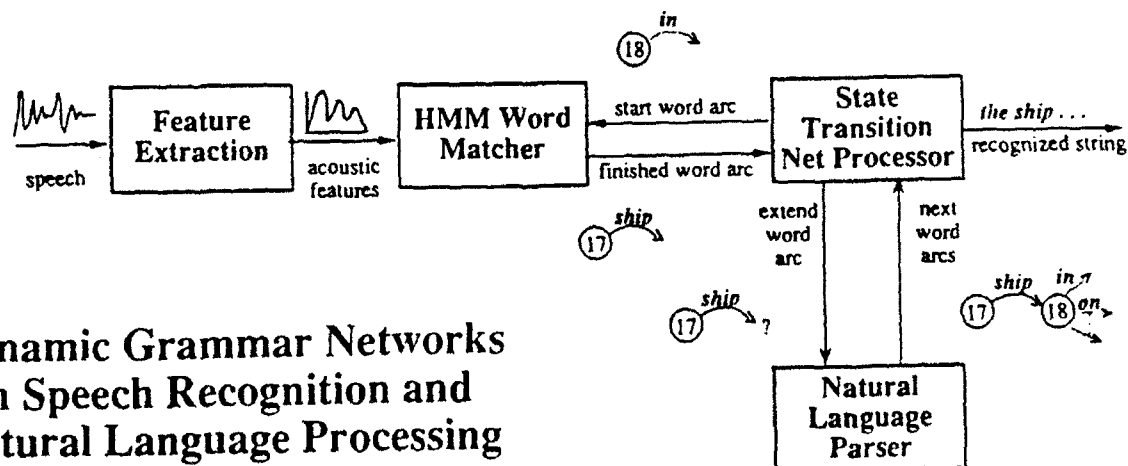 in
18
speech
Feature
Extraction
acoustic
features
HMM Word
Matcher
start word arc
finished word arc
State
Transition
Net Processor
the ship . . .
recognized string
17 ship
extend
word
arc
next
word
arcs
17 ship ?
17 ship 18 in on
namic Grammar Networks
n Speech Recognition and
tural Language Processing
Natural
Language
Parser